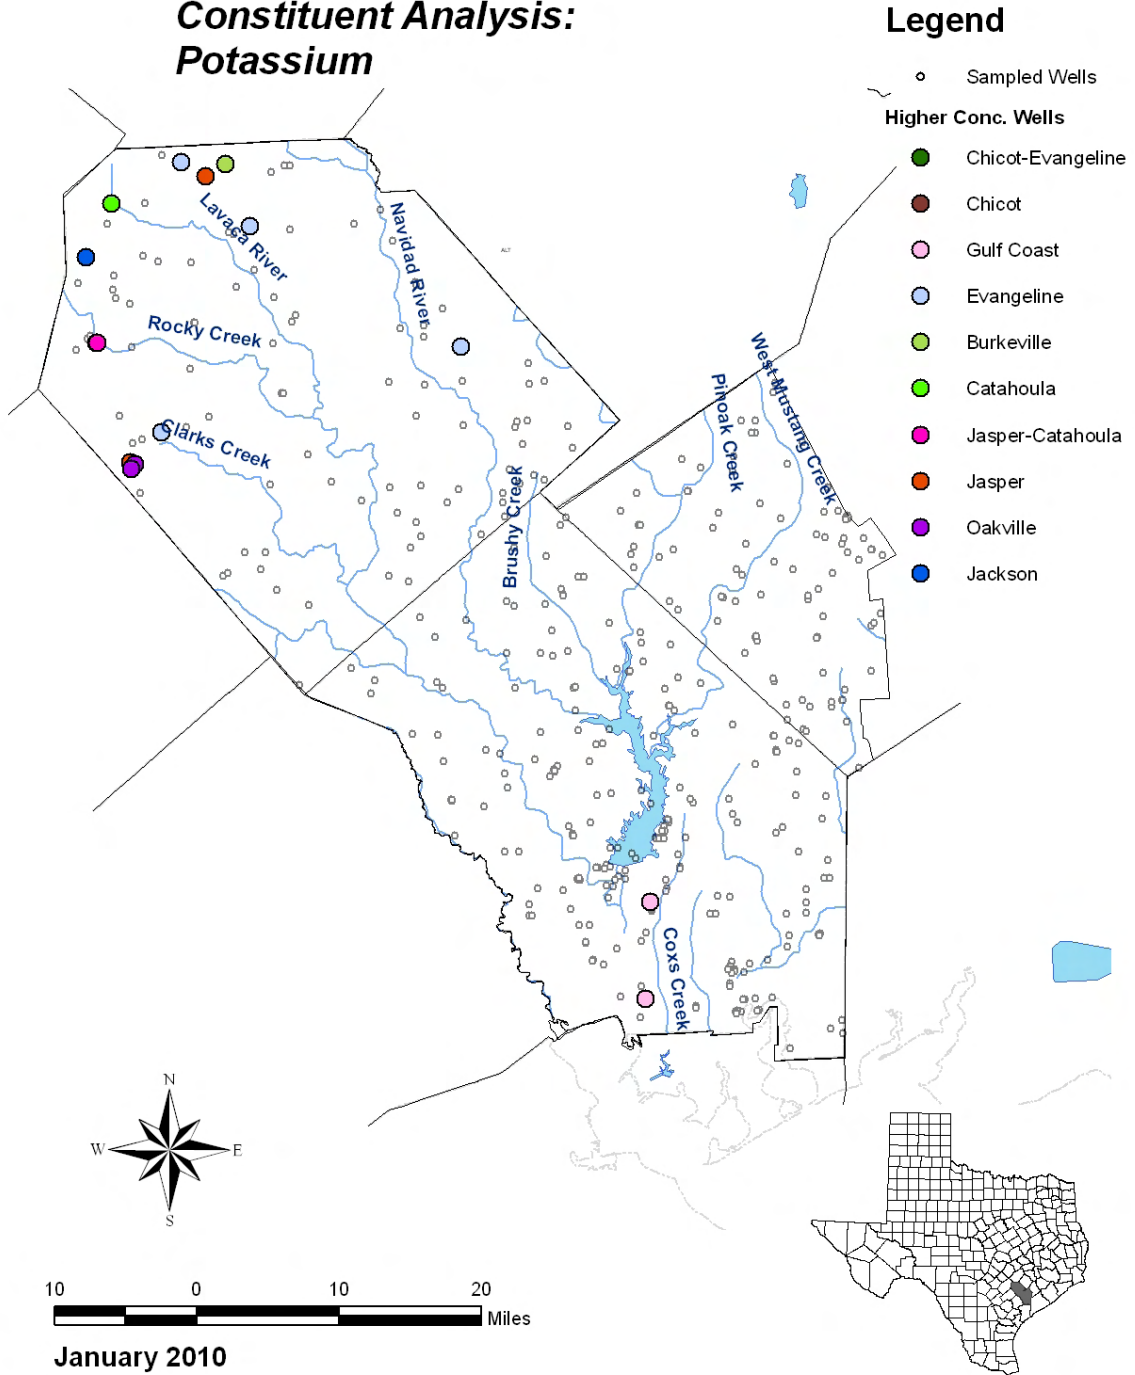 Constituent Analysis:
Potassium
Legend
Sampled Wells
Higher Conc. Wells
Chicot-Evangeline
Chicot
Gulf Coast
Evangeline
Burkeville
Catahoula
Jasper-Catahoula
Jasper
Oakville
Jackson
Lavaca River
Navidad River
Rocky Creek
Clarks Creek
Brushy Creek
Pinoak Creek
West Mustang Creek
Coxs Creek
ALT
N
W
E
S
10 0 10 20
Miles
January 2010